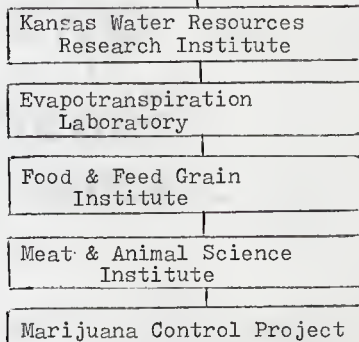 Kansas Water Resources
Research Institute
Evapotranspiration
Laboratory
Food & Feed Grain
Institute
Meat & Animal Science
Institute
Marijuana Control Project